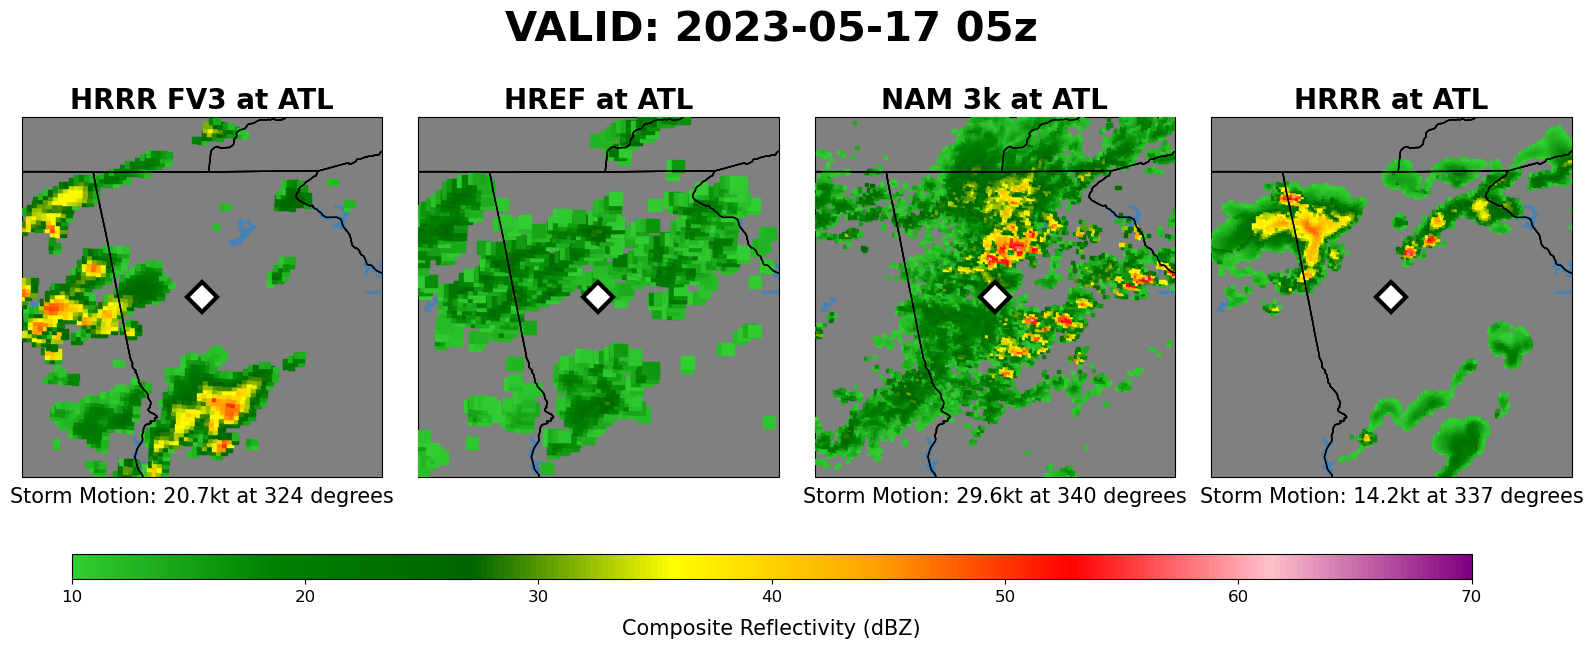 VALID: 2023-05-17 05z
HRRR FV3 at ATL
HREF at ATL
NAM 3k at ATL
HRRR at ATL
Storm Motion: 20.7kt at 324 degrees
Storm Motion: 29.6kt at 340 degrees
Storm Motion: 14.2kt at 337 degrees
10 20 30 40 50 60 70
Composite Reflectivity (dBZ)